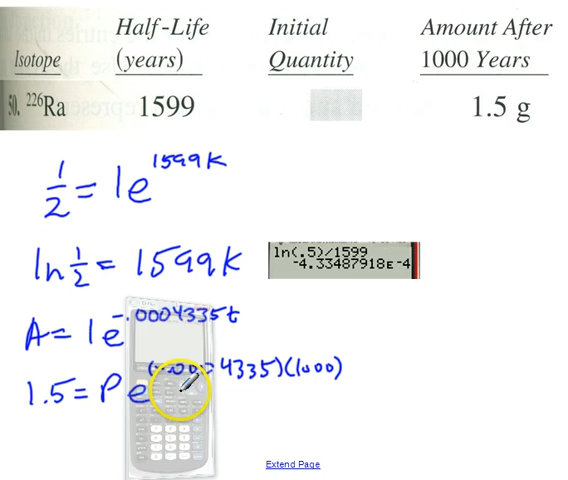 Half-Life Initial Amount After
Isotope (years) Quantity 1000 Years
50. ²²⁶Ra 1599 1.5 g
1/2 = 1e^1599k
ln 1/2 = 1599k
ln(.5)/1599
-4.33487918E-4
A = 1e^-.0004335t
1.5 = Pe^(-.0004335)(1000)
Extend Page